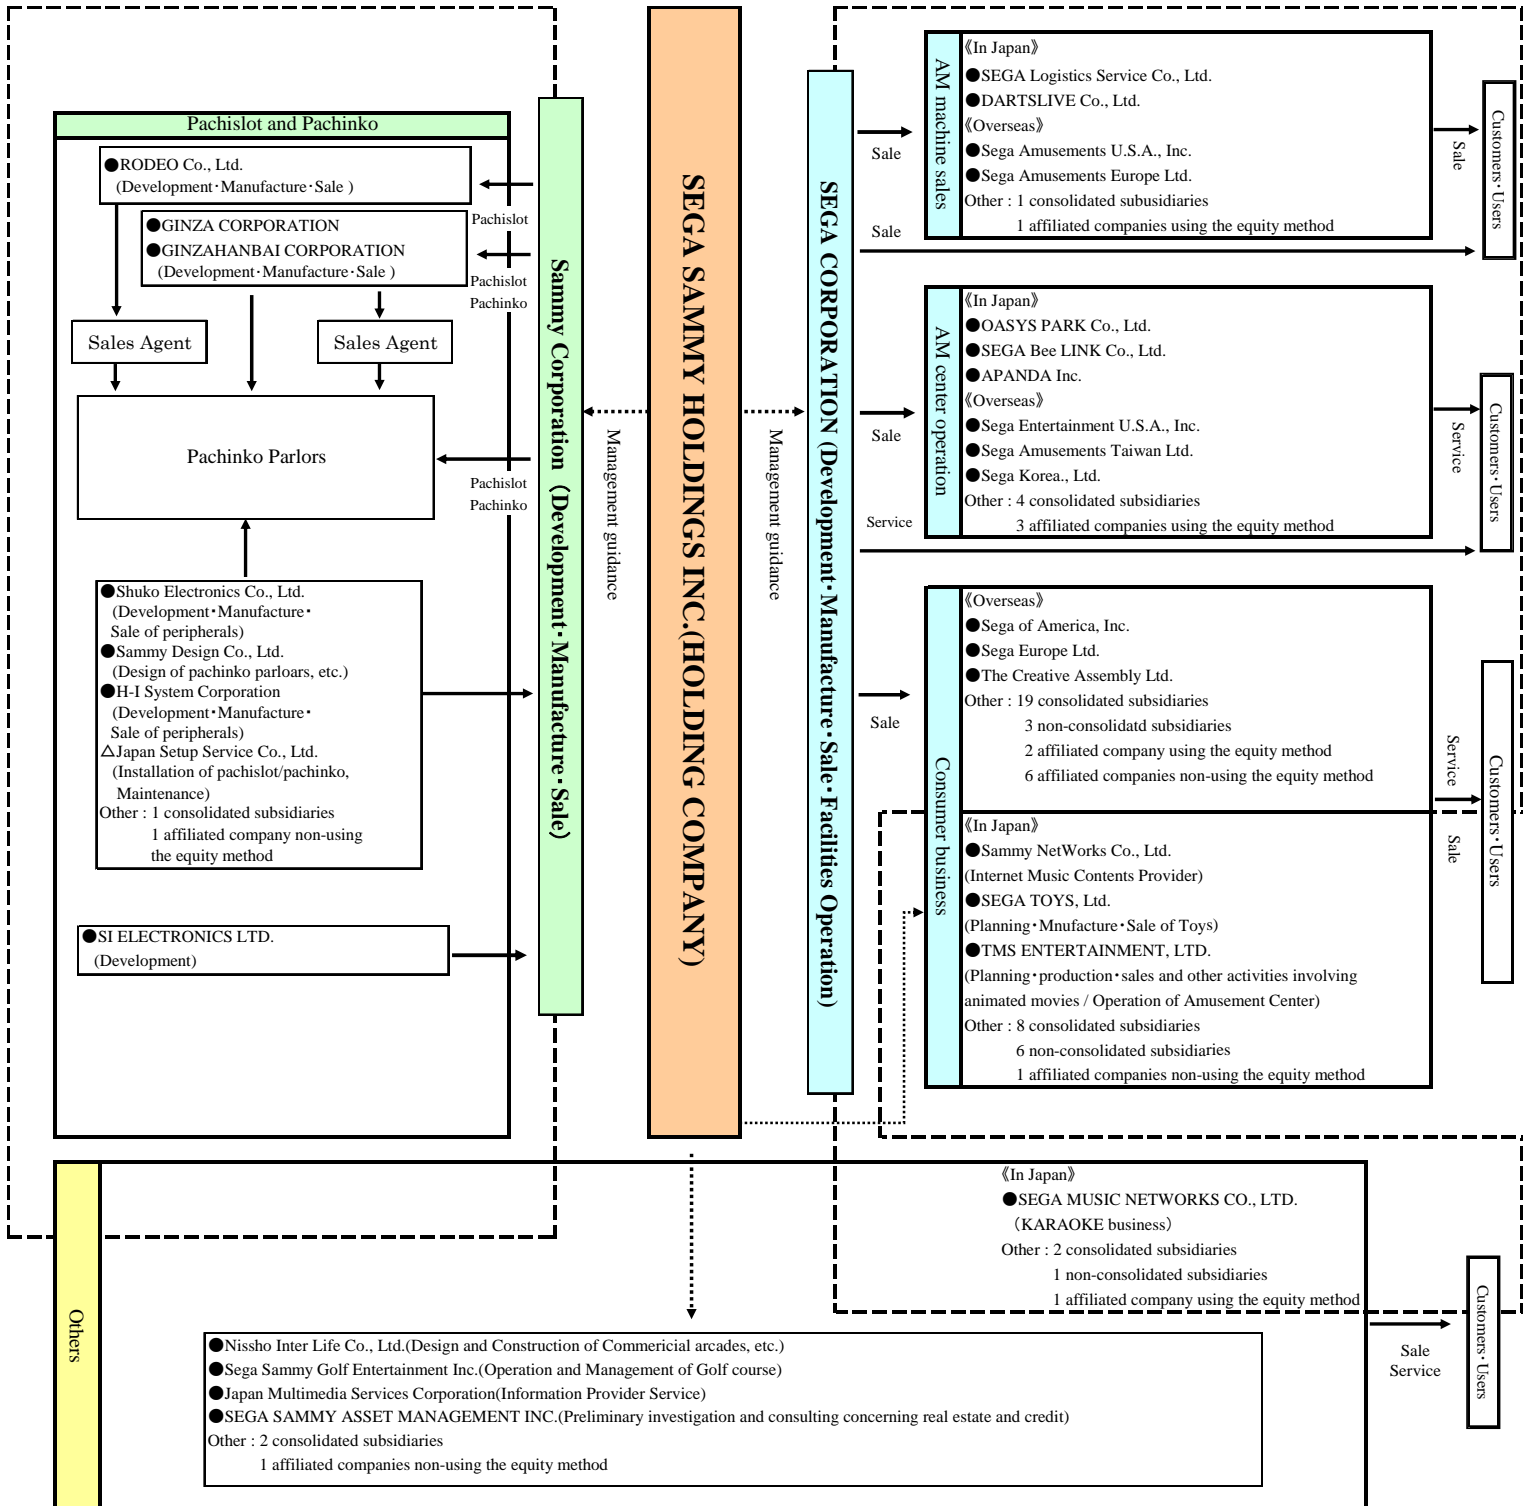 Pachislot and Pachinko
●RODEO Co., Ltd.
(Development・Manufacture・Sale )
●GINZA CORPORATION
●GINZAHANBAI CORPORATION
(Development・Manufacture・Sale )
Pachislot
Pachislot
Pachinko
Sales Agent
Sales Agent
Pachinko Parlors
Pachislot
Pachinko
●Shuko Electronics Co., Ltd.
(Development・Manufacture・
Sale of peripherals)
●Sammy Design Co., Ltd.
(Design of pachinko parloars, etc.)
●H-I System Corporation
(Development・Manufacture・
Sale of peripherals)
△Japan Setup Service Co., Ltd.
(Installation of pachislot/pachinko,
Maintenance)
Other : 1 consolidated subsidiaries
1 affiliated company non-using
the equity method
●SI ELECTRONICS LTD.
(Development)
Sammy Corporation（Development・Manufacture・Sale）
Management guidance
SEGA SAMMY HOLDINGS INC.(HOLDING COMPANY)
Management guidance
SEGA CORPORATION (Development・Manufacture・Sale・Facilities Operation)
Sale
Sale
AM machine sales
《In Japan》
●SEGA Logistics Service Co., Ltd.
●DARTSLIVE Co., Ltd.
《Overseas》
●Sega Amusements U.S.A., Inc.
●Sega Amusements Europe Ltd.
Other : 1 consolidated subusidiaries
1 affiliated companies using the equity method
Sale
Customers・Users
Sale
Service
AM center operation
《In Japan》
●OASYS PARK Co., Ltd.
●SEGA Bee LINK Co., Ltd.
●APANDA Inc.
《Overseas》
●Sega Entertainment U.S.A., Inc.
●Sega Amusements Taiwan Ltd.
●Sega Korea., Ltd.
Other : 4 consolidated subsidiaries
3 affiliated companies using the equity method
Service
Customers・Users
Sale
Consumer business
《Overseas》
●Sega of America, Inc.
●Sega Europe Ltd.
●The Creative Assembly Ltd.
Other : 19 consolidated subsidiaries
3 non-consolidatd subsidiaries
2 affiliated company using the equity method
6 affiliated companies non-using the equity method
《In Japan》
●Sammy NetWorks Co., Ltd.
(Internet Music Contents Provider)
●SEGA TOYS, Ltd.
(Planning・Mnufacture・Sale of Toys)
●TMS ENTERTAINMENT, LTD.
(Planning・production・sales and other activities involving
animated movies / Operation of Amusement Center)
Other : 8 consolidated subsidiaries
6 non-consolidated subsidiaries
1 affiliated companies non-using the equity method
Service
Sale
Customers・Users
Others
《In Japan》
●SEGA MUSIC NETWORKS CO., LTD.
（KARAOKE business）
Other : 2 consolidated subsidiaries
1 non-consolidated subsidiaries
1 affiliated company using the equity method
●Nissho Inter Life Co., Ltd.(Design and Construction of Commericial arcades, etc.)
●Sega Sammy Golf Entertainment Inc.(Operation and Management of Golf course)
●Japan Multimedia Services Corporation(Information Provider Service)
●SEGA SAMMY ASSET MANAGEMENT INC.(Preliminary investigation and consulting concerning real estate and credit)
Other : 2 consolidated subsidiaries
1 affiliated companies non-using the equity method
Sale
Service
Customers・Users